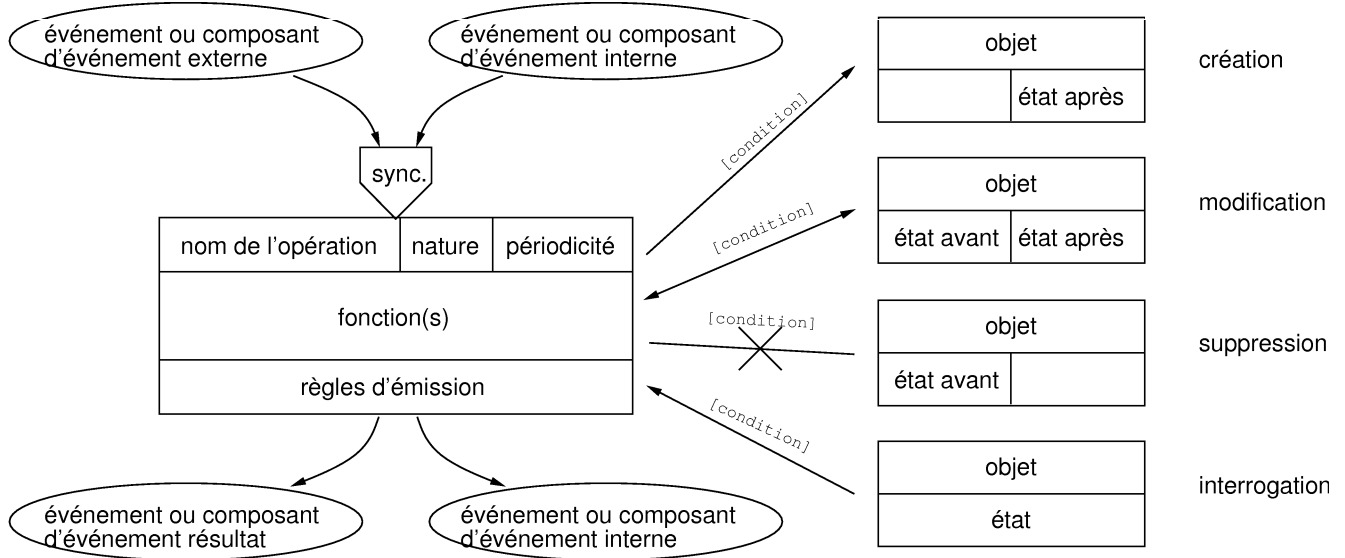 événement ou composant
d'événement externe
événement ou composant
d'événement interne
sync.
nom de l'opération
nature
périodicité
fonction(s)
règles d'émission
événement ou composant
d'événement résultat
événement ou composant
d'événement interne
[condition]
objet
état après
création
[condition]
objet
état avant
état après
modification
[condition]
objet
état avant
suppression
[condition]
objet
état
interrogation